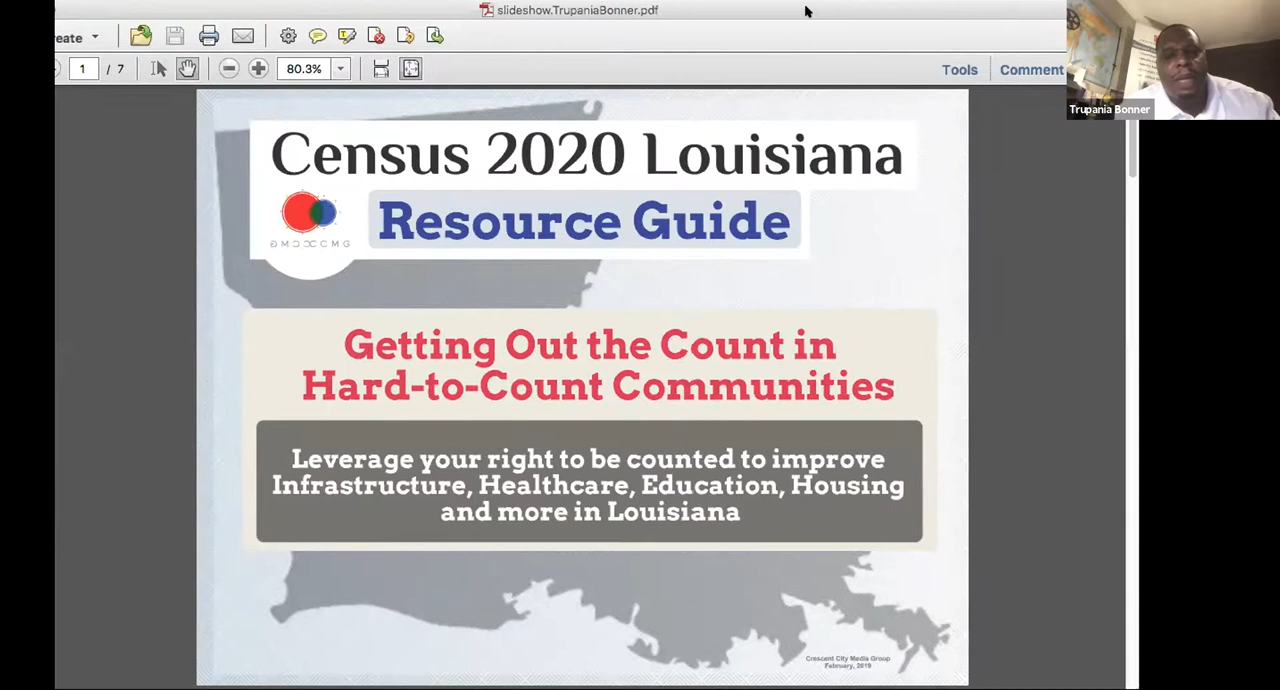 slideshow.TrupaniaBonner.pdf
eate
1 / 7
80.3%
Tools
Comment
Trupania Bonner
Census 2020 Louisiana
Resource Guide
Getting Out the Count in
Hard-to-Count Communities
Leverage your right to be counted to improve
Infrastructure, Healthcare, Education, Housing
and more in Louisiana
Crescent City Media Group
February, 2019